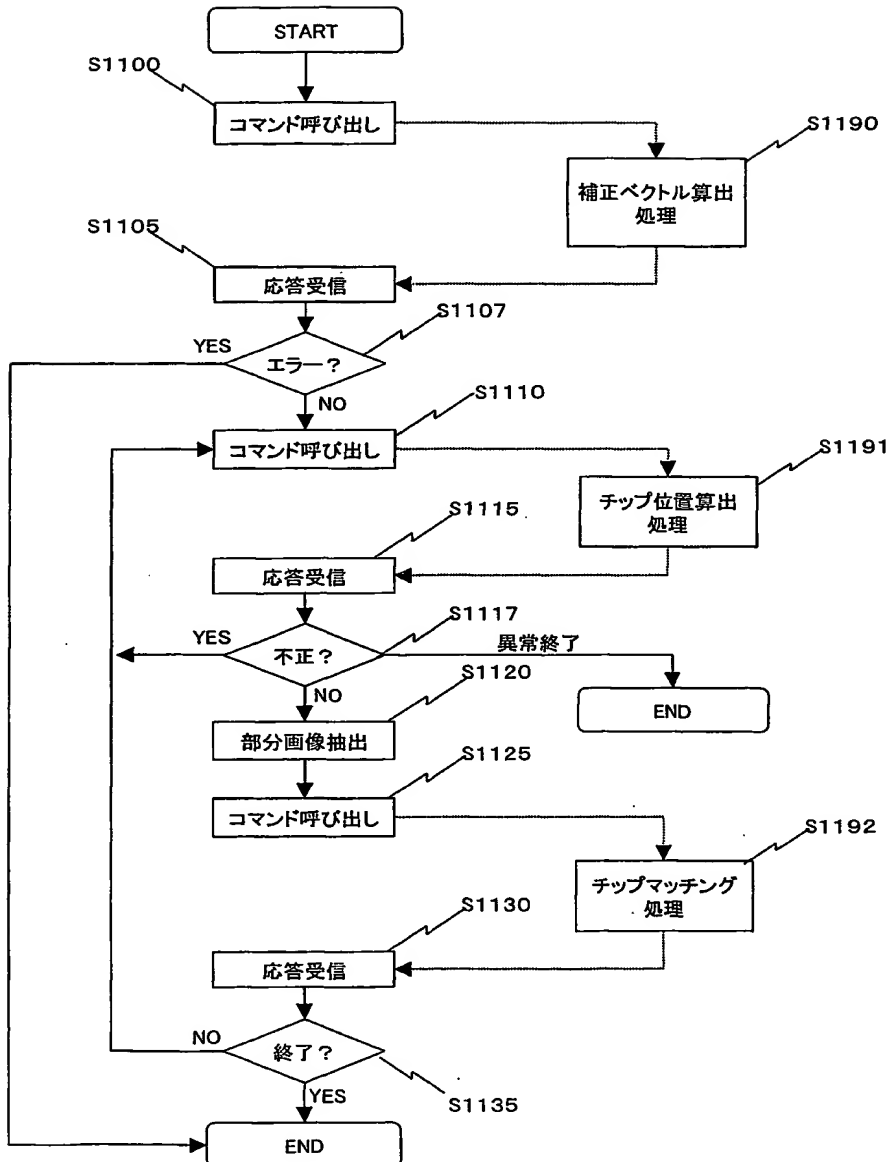 START
S1100
コマンド呼び出し
S1190
補正ベクトル算出
処理
S1105
応答受信
S1107
YES
エラー?
NO
S1110
コマンド呼び出し
S1191
チップ位置算出
処理
S1115
応答受信
S1117
YES
不正?
異常終了
NO
S1120
END
部分画像抽出
S1125
コマンド呼び出し
S1192
チップマッチング
処理
S1130
応答受信
NO
終了?
YES
S1135
END